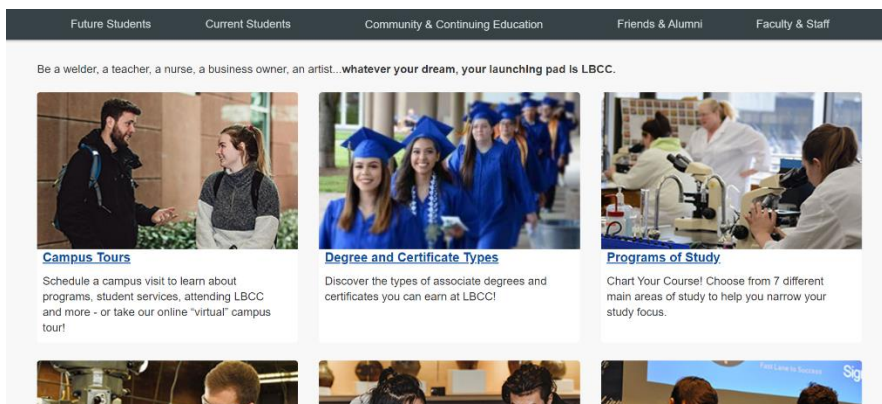 Future Students Current Students Community & Continuing Education Friends & Alumni Faculty & Staff
Be a welder, a teacher, a nurse, a business owner, an artist...whatever your dream, your launching pad is LBCC.
Campus Tours
Schedule a campus visit to learn about
programs, student services, attending LBCC
and more - or take our online “virtual” campus
tour!
Degree and Certificate Types
Discover the types of associate degrees and
certificates you can earn at LBCC!
Programs of Study
Chart Your Course! Choose from 7 different
main areas of study to help you narrow your
study focus.
Fast Lane to Success